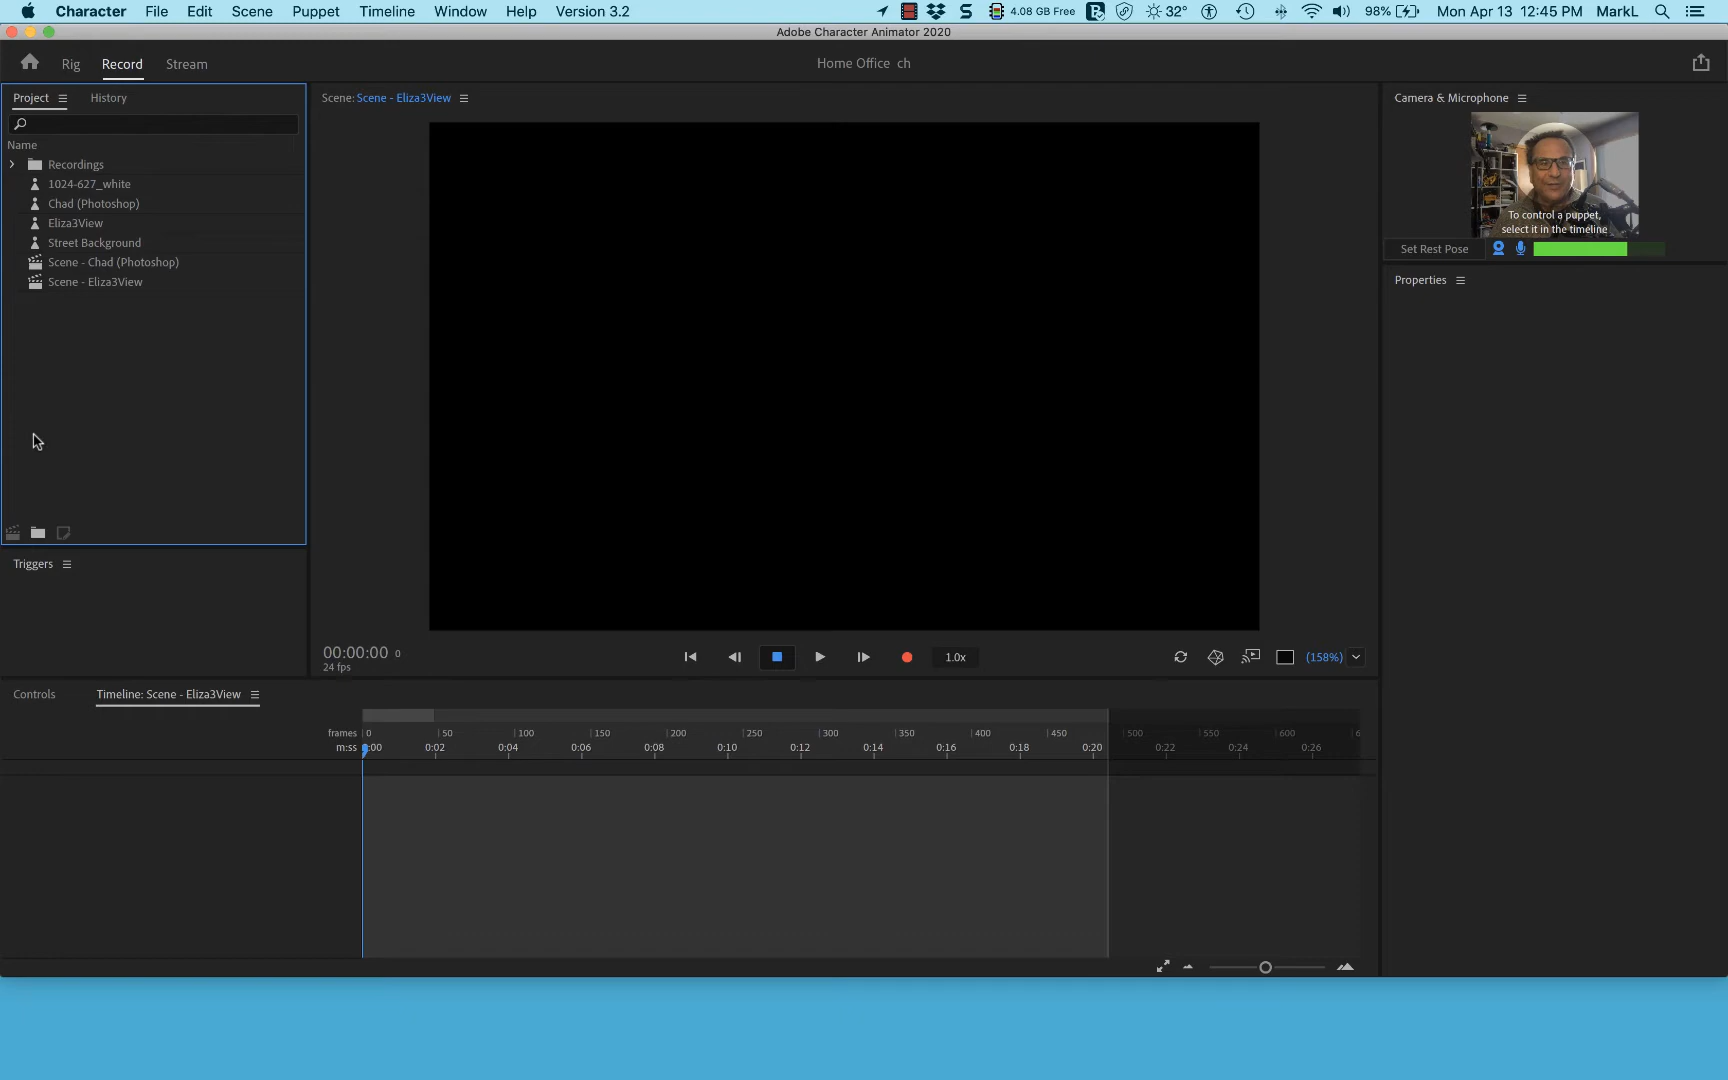 Character File Edit Scene Puppet Timeline Window Help Version 3.2 4.08 GB Free 32° 98% Mon Apr 13 12:45 PM MarkL
Adobe Character Animator 2020
Rig Record Stream Home Office ch
Project History
Name
Recordings
1024-627_white
Chad (Photoshop)
Eliza3View
Street Background
Scene - Chad (Photoshop)
Scene - Eliza3View
Triggers
Scene: Scene - Eliza3View
00:00:00 0
24 fps
1.0x
(158%)
Camera & Microphone
To control a puppet,
select it in the timeline
Set Rest Pose
Properties
Controls Timeline: Scene - Eliza3View
frames 0 50 100 150 200 250 300 350 400 450 500 550 600 6
m:ss 0:00 0:02 0:04 0:06 0:08 0:10 0:12 0:14 0:16 0:18 0:20 0:22 0:24 0:26